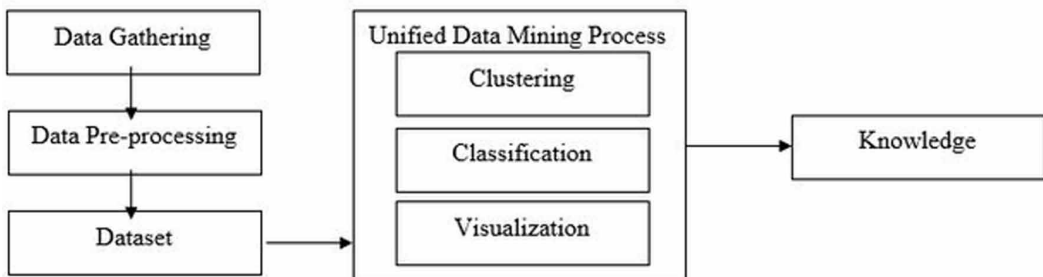 Data Gathering
Data Pre-processing
Dataset
Unified Data Mining Process
Clustering
Classification
Visualization
Knowledge